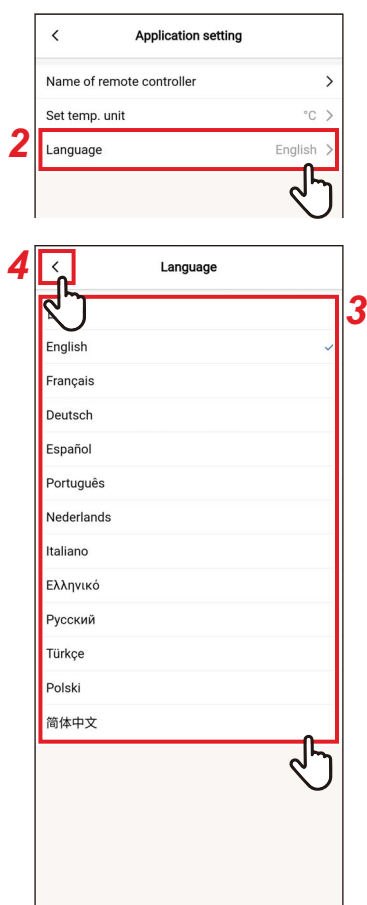 Application setting
Name of remote controller
Set temp. unit °C
2
Language English
4
Language
3
English
Français
Deutsch
Español
Português
Nederlands
Italiano
Ελληνικό
Русский
Türkçe
Polski
简体中文